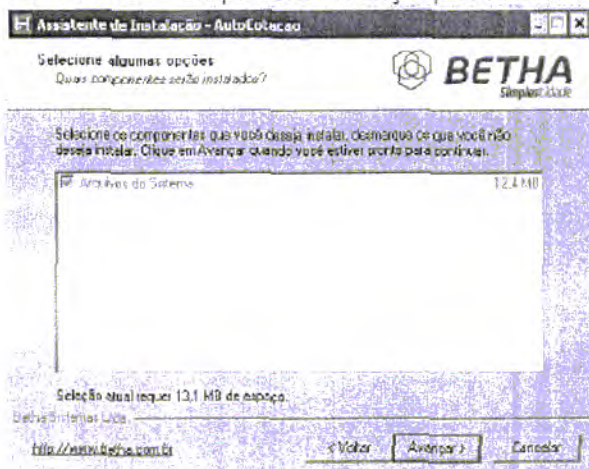 Assistente de Instalação - AutoCotacao
Selecione algumas opções
Quais componentes serão instalados?
BETHA
Simplicidade
Selecione os componentes que você deseja instalar, desmarque os que você não
deseja instalar. Clique em Avançar quando você estiver pronto para continuar.
Arquivos do Sistema 12.4 MB
Seleção atual requer 13,1 MB de espaço.
Betha Sistemas Ltda.
http://www.betha.com.br
< Voltar Avançar > Cancelar